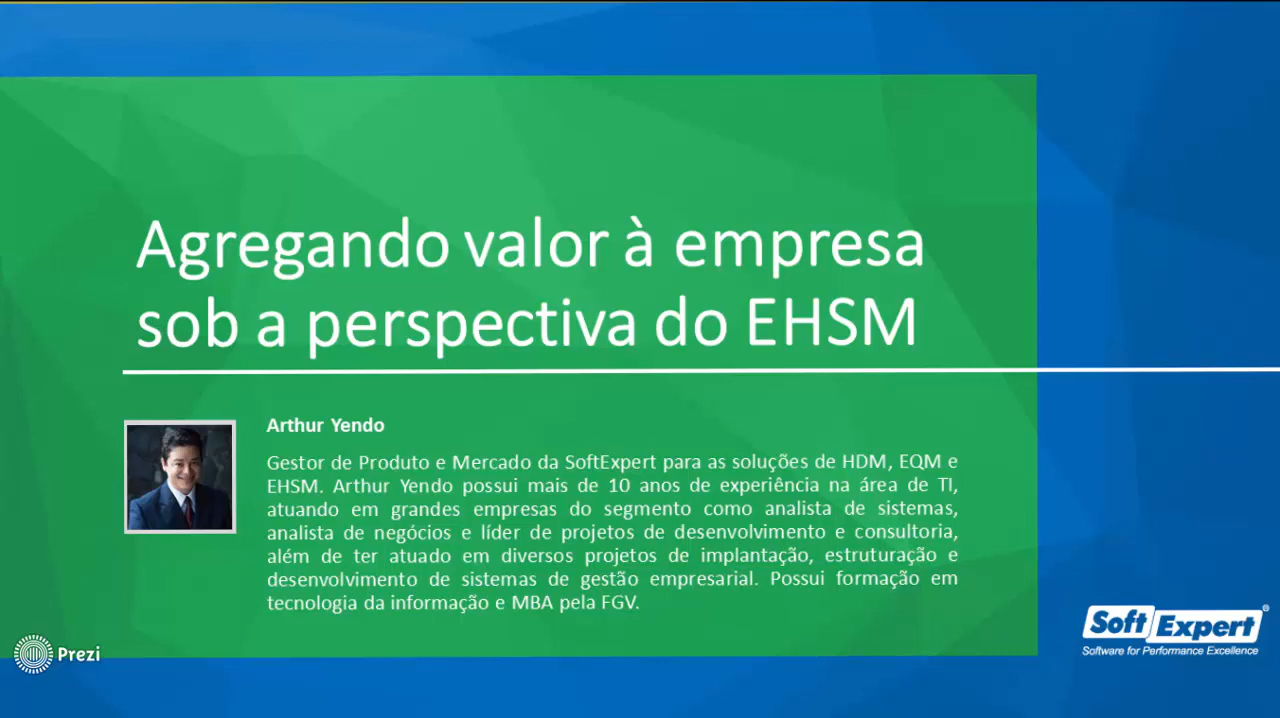 Agregando valor à empresa
sob a perspectiva do EHSM
Arthur Yendo
Gestor de Produto e Mercado da SoftExpert para as soluções de HDM, EQM e
EHSM. Arthur Yendo possui mais de 10 anos de experiência na área de TI,
atuando em grandes empresas do segmento como analista de sistemas,
analista de negócios e líder de projetos de desenvolvimento e consultoria,
além de ter atuado em diversos projetos de implantação, estruturação e
desenvolvimento de sistemas de gestão empresarial. Possui formação em
tecnologia da informação e MBA pela FGV.
SoftExpert®
Software for Performance Excellence
Prezi